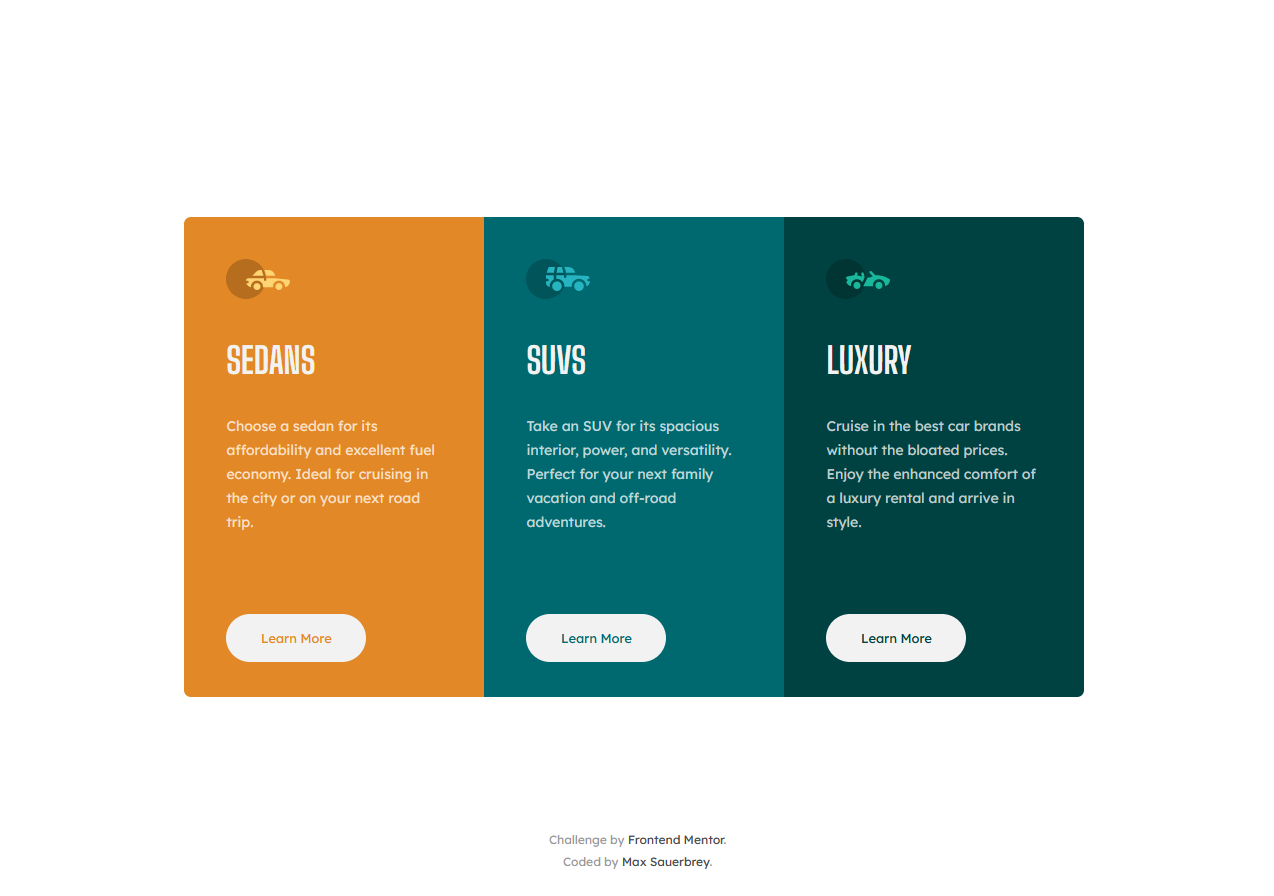 SEDANS
Choose a sedan for its
affordability and excellent fuel
economy. Ideal for cruising in
the city or on your next road
trip.
Learn More
SUVS
Take an SUV for its spacious
interior, power, and versatility.
Perfect for your next family
vacation and off-road
adventures.
Learn More
LUXURY
Cruise in the best car brands
without the bloated prices.
Enjoy the enhanced comfort of
a luxury rental and arrive in
style.
Learn More
Challenge by Frontend Mentor.
Coded by Max Sauerbrey.